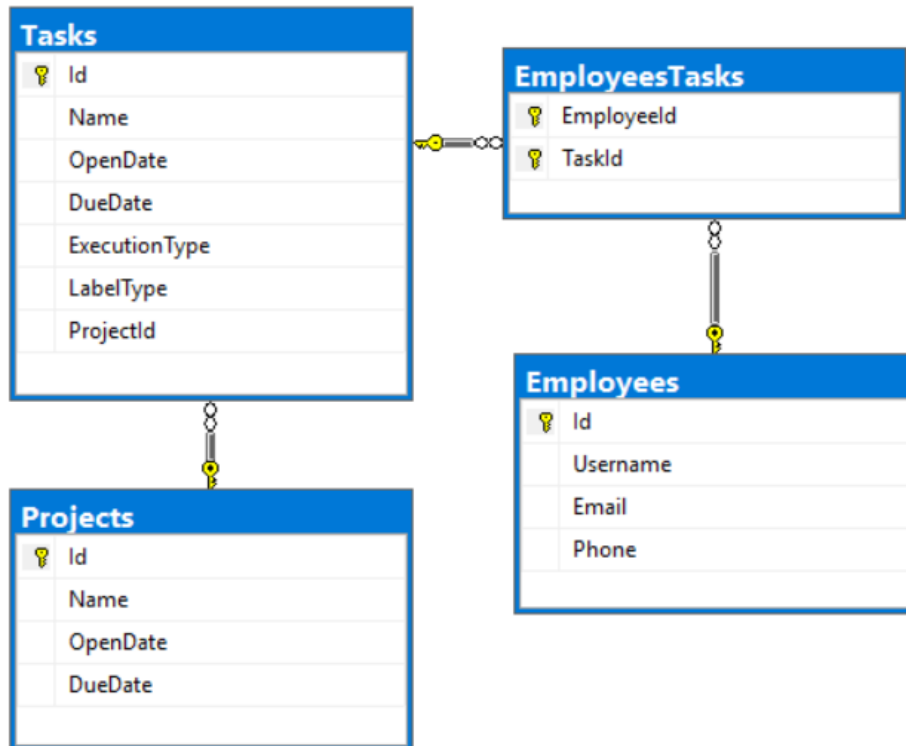 Tasks
Id
Name
OpenDate
DueDate
ExecutionType
LabelType
ProjectId
EmployeesTasks
EmployeeId
TaskId
Employees
Id
Username
Email
Phone
Projects
Id
Name
OpenDate
DueDate